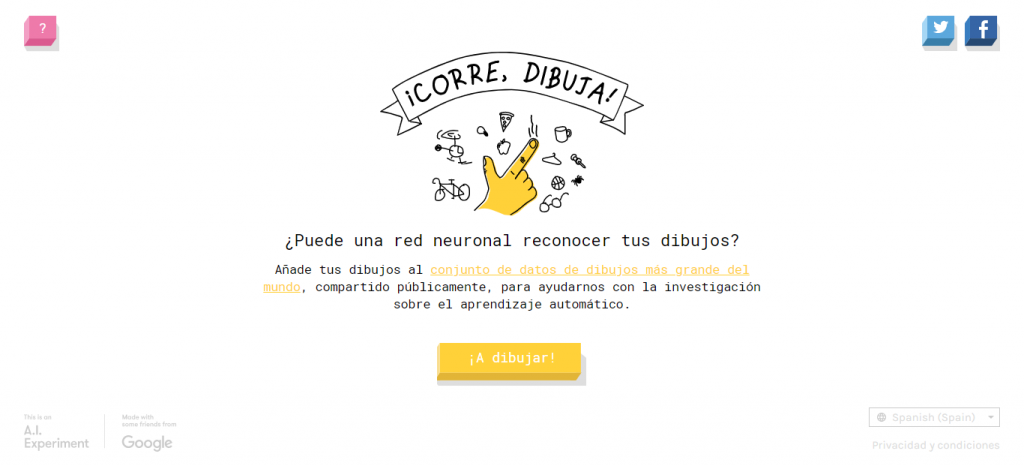 ?
¡CORRE, DIBUJA!
¿Puede una red neuronal reconocer tus dibujos?
Añade tus dibujos al conjunto de datos de dibujos más grande del
mundo, compartido públicamente, para ayudarnos con la investigación
sobre el aprendizaje automático.
¡A dibujar!
This is an
A.I.
Experiment
Made with
some friends from
Google
Spanish (Spain)
Privacidad y condiciones